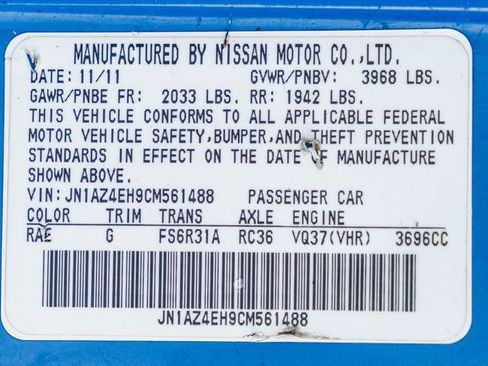 MANUFACTURED BY NISSAN MOTOR CO.,LTD.
DATE: 11/11 GVWR/PNBV: 3968 LBS.
GAWR/PNBE FR: 2033 LBS. RR: 1942 LBS.
THIS VEHICLE CONFORMS TO ALL APPLICABLE FEDERAL
MOTOR VEHICLE SAFETY,BUMPER,AND THEFT PREVENTION
STANDARDS IN EFFECT ON THE DATE OF MANUFACTURE
SHOWN ABOVE.
VIN:JN1AZ4EH9CM561488 PASSENGER CAR
COLOR TRIM TRANS AXLE ENGINE
RAE G FS6R31A RC36 VQ37(VHR) 3696CC
JN1AZ4EH9CM561488